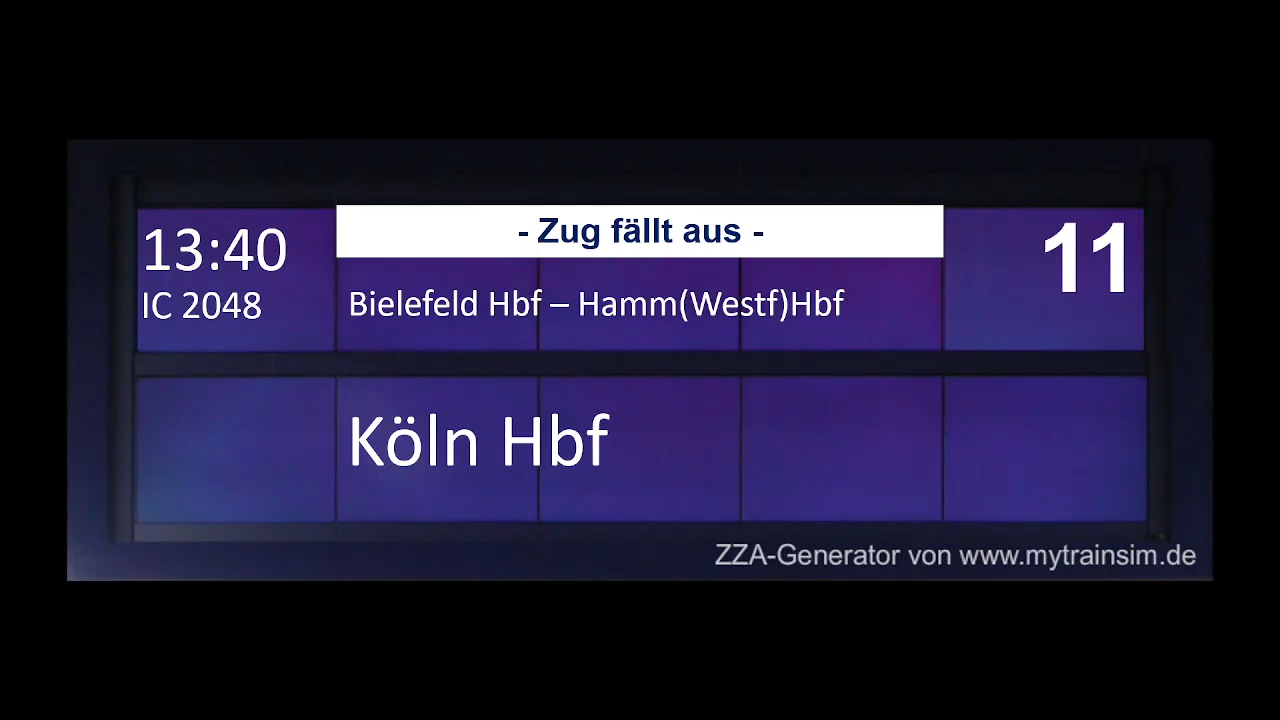 - Zug fällt aus -
13:40
11
IC 2048
Bielefeld Hbf – Hamm(Westf)Hbf
Köln Hbf
ZZA-Generator von www.mytrainsim.de